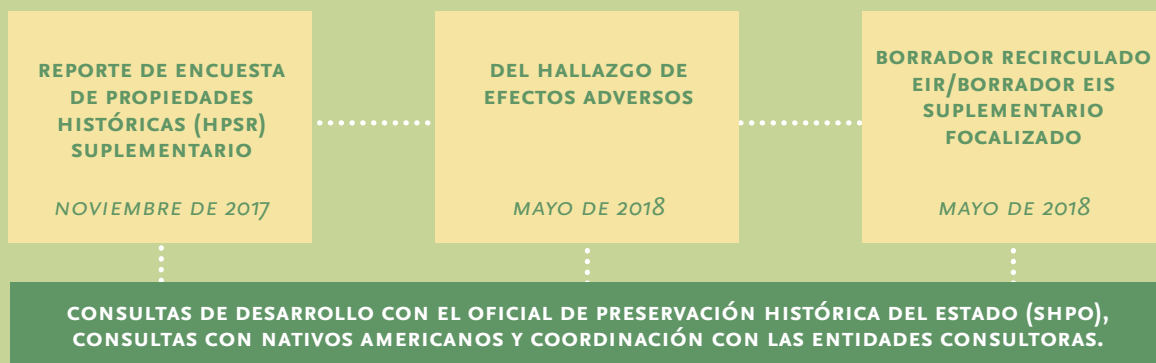 REPORTE DE ENCUESTA
DE PROPIEDADES
HISTÓRICAS (HPSR)
SUPLEMENTARIO
NOVIEMBRE DE 2017
DEL HALLAZGO DE
EFECTOS ADVERSOS
MAYO DE 2018
BORRADOR RECIRCULADO
EIR/BORRADOR EIS
SUPLEMENTARIO
FOCALIZADO
MAYO DE 2018
CONSULTAS DE DESARROLLO CON EL OFICIAL DE PRESERVACIÓN HISTÓRICA DEL ESTADO (SHPO),
CONSULTAS CON NATIVOS AMERICANOS Y COORDINACIÓN CON LAS ENTIDADES CONSULTORAS.